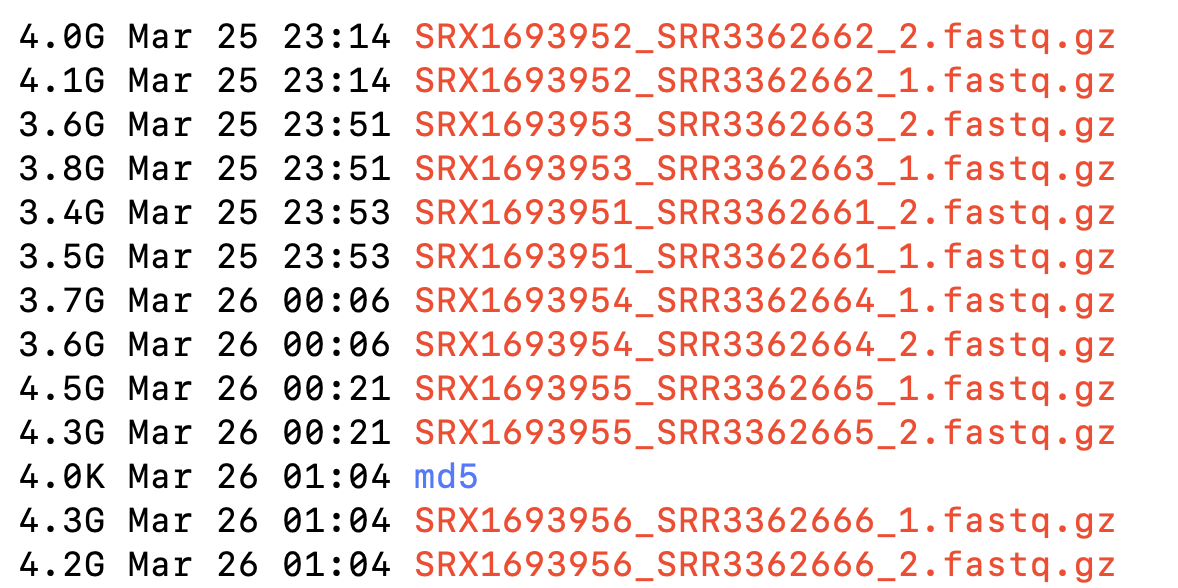 4.0G Mar 25 23:14 SRX1693952_SRR3362662_2.fastq.gz
4.1G Mar 25 23:14 SRX1693952_SRR3362662_1.fastq.gz
3.6G Mar 25 23:51 SRX1693953_SRR3362663_2.fastq.gz
3.8G Mar 25 23:51 SRX1693953_SRR3362663_1.fastq.gz
3.4G Mar 25 23:53 SRX1693951_SRR3362661_2.fastq.gz
3.5G Mar 25 23:53 SRX1693951_SRR3362661_1.fastq.gz
3.7G Mar 26 00:06 SRX1693954_SRR3362664_1.fastq.gz
3.6G Mar 26 00:06 SRX1693954_SRR3362664_2.fastq.gz
4.5G Mar 26 00:21 SRX1693955_SRR3362665_1.fastq.gz
4.3G Mar 26 00:21 SRX1693955_SRR3362665_2.fastq.gz
4.0K Mar 26 01:04 md5
4.3G Mar 26 01:04 SRX1693956_SRR3362666_1.fastq.gz
4.2G Mar 26 01:04 SRX1693956_SRR3362666_2.fastq.gz